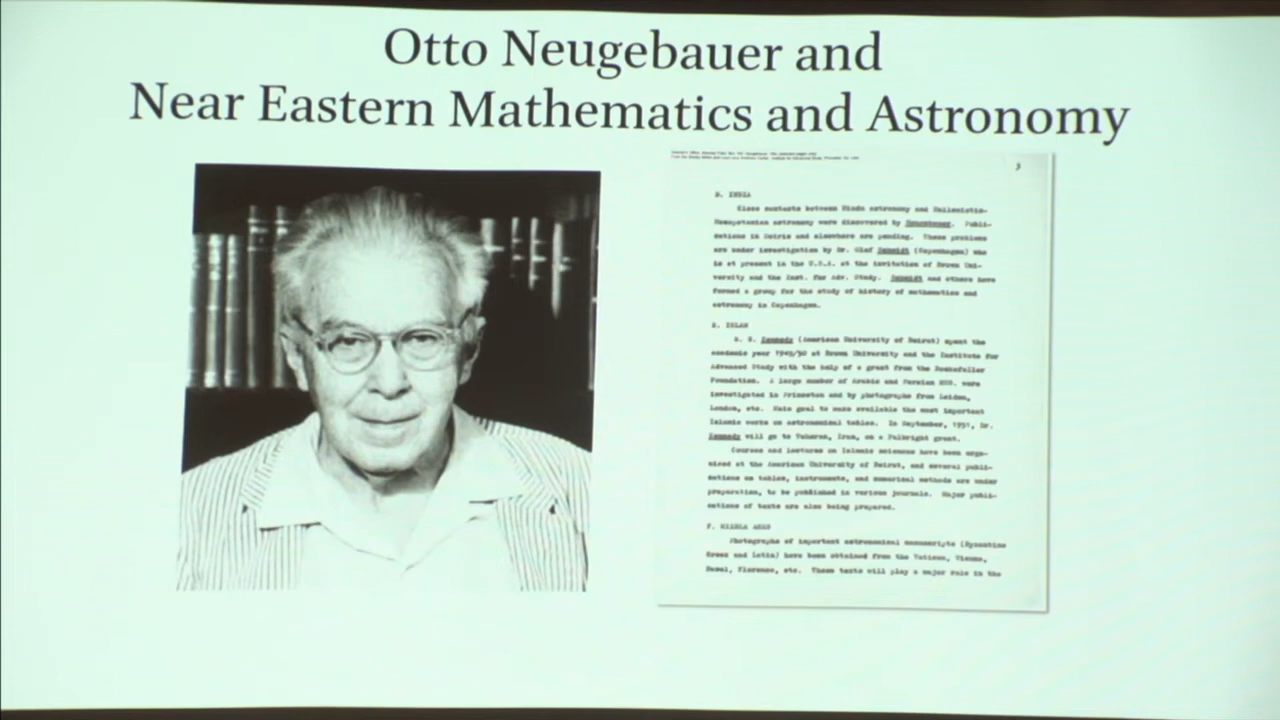 Otto Neugebauer and
Near Eastern Mathematics and Astronomy
D. INDIA
Close contacts between Hindu astronomy and Hellenistic-
Mesopotamian astronomy were discovered by Neugebauer. Publi-
cations in Osiris and elsewhere are pending. These problems
are under investigation by Dr. Olaf Schmidt (Copenhagen) who
is at present in the U.S.A. at the invitation of Brown Uni-
versity and the Inst. for Adv. Study. Schmidt and others have
formed a group for the study of history of mathematics and
astronomy in Copenhagen.
E. ISLAM
E. S. Kennedy (American University of Beirut) spent the
academic year 1949/50 at Brown University and the Institute for
Advanced Study with the help of a grant from the Rockefeller
Foundation. A large number of Arabic and Persian MSS. were
investigated in Princeton and by photographs from Leiden,
London, etc. Main goal to make available the most important
Islamic works on astronomical tables. In September, 1951, Dr.
Kennedy will go to Teheran, Iran, on a Fulbright grant.
Courses and lectures on Islamic sciences have been orga-
nized at the American University of Beirut, and several publi-
cations on tables, instruments, and numerical methods are under
preparation, to be published in various journals. Major publi-
cations of texts are also being prepared.
F. MIDDLE AGES
Photographs of important astronomical manuscripts (Byzantine
Greek and Latin) have been obtained from the Vatican, Vienna,
Basel, Florence, etc. These texts will play a major role in the